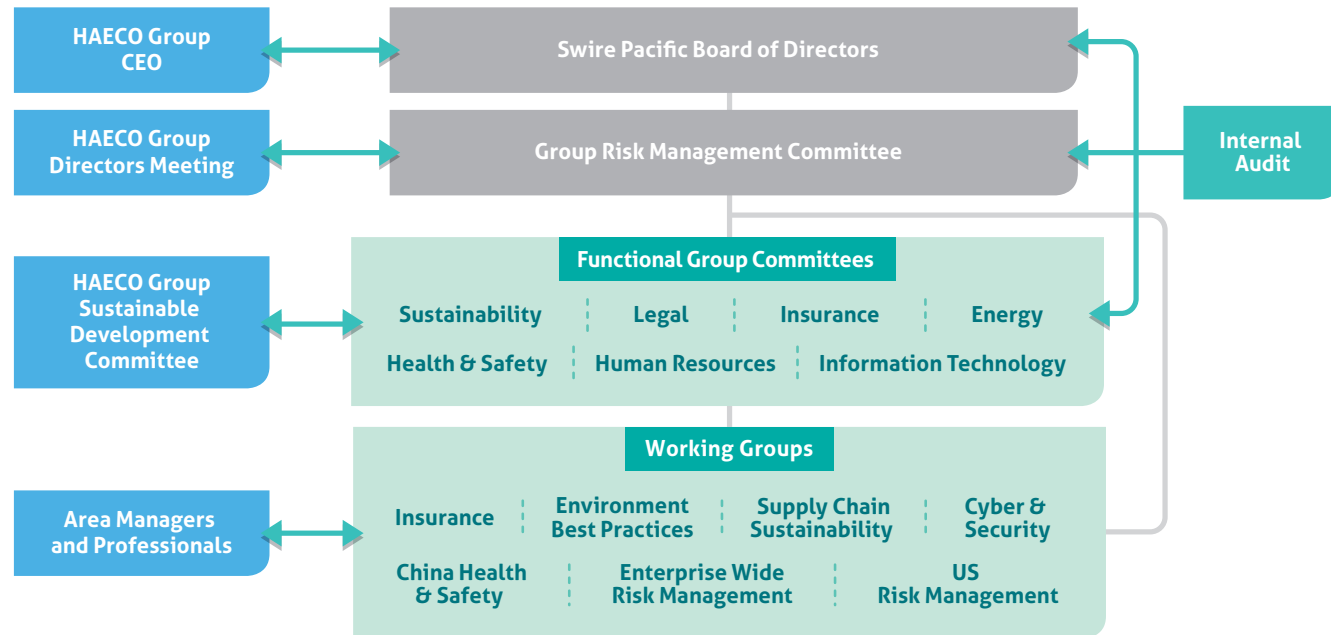 HAECO Group
CEO
Swire Pacific Board of Directors
HAECO Group
Directors Meeting
Group Risk Management Committee
Internal
Audit
Functional Group Committees
HAECO Group
Sustainable
Development
Committee
Sustainability
Legal
Insurance
Energy
Health & Safety
Human Resources
Information Technology
Working Groups
Area Managers
and Professionals
Insurance
Environment
Best Practices
Supply Chain
Sustainability
Cyber &
Security
China Health
& Safety
Enterprise Wide
Risk Management
US
Risk Management